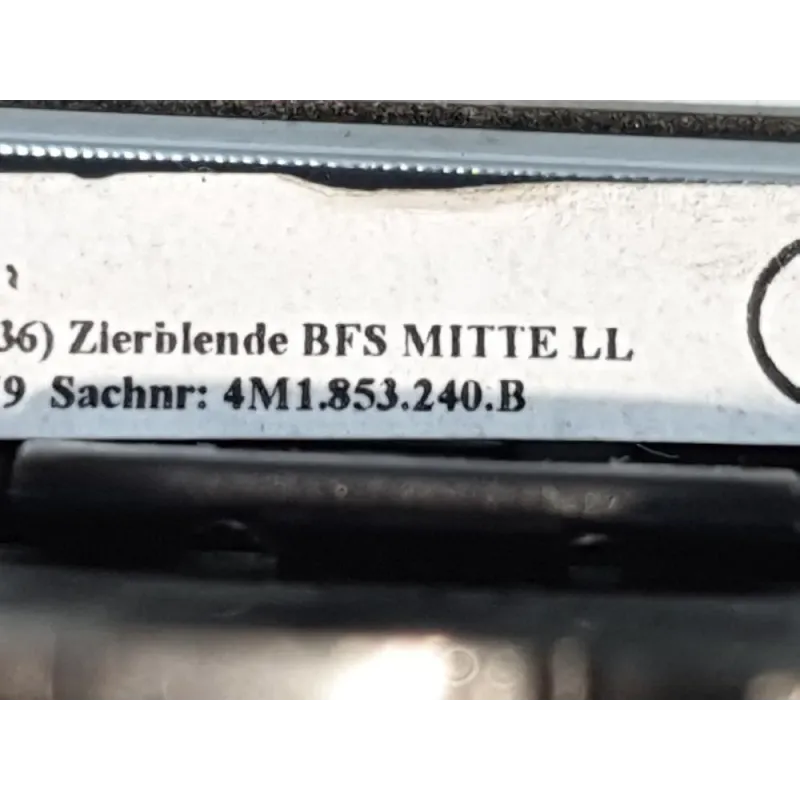 36) Zierblende BFS MITTE LL
9 Sachnr: 4M1.853.240.B